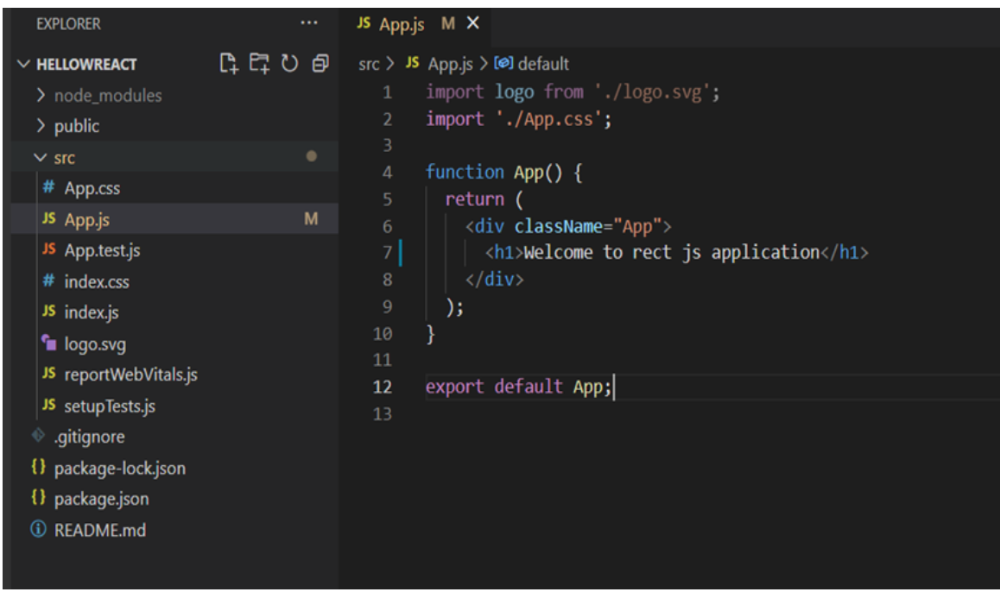 EXPLORER ...
HELLOWREACT
node_modules
public
src
# App.css
JS App.js M
JS App.test.js
# index.css
JS index.js
logo.svg
JS reportWebVitals.js
JS setupTests.js
.gitignore
{} package-lock.json
{} package.json
README.md
JS App.js M X
src > JS App.js > default
1 import logo from './logo.svg';
2 import './App.css';
3
4 function App() {
5 return (
6 <div className="App">
7 <h1>Welcome to rect js application</h1>
8 </div>
9 );
10 }
11
12 export default App;
13